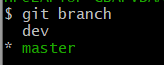 $ git branch
  dev
* master